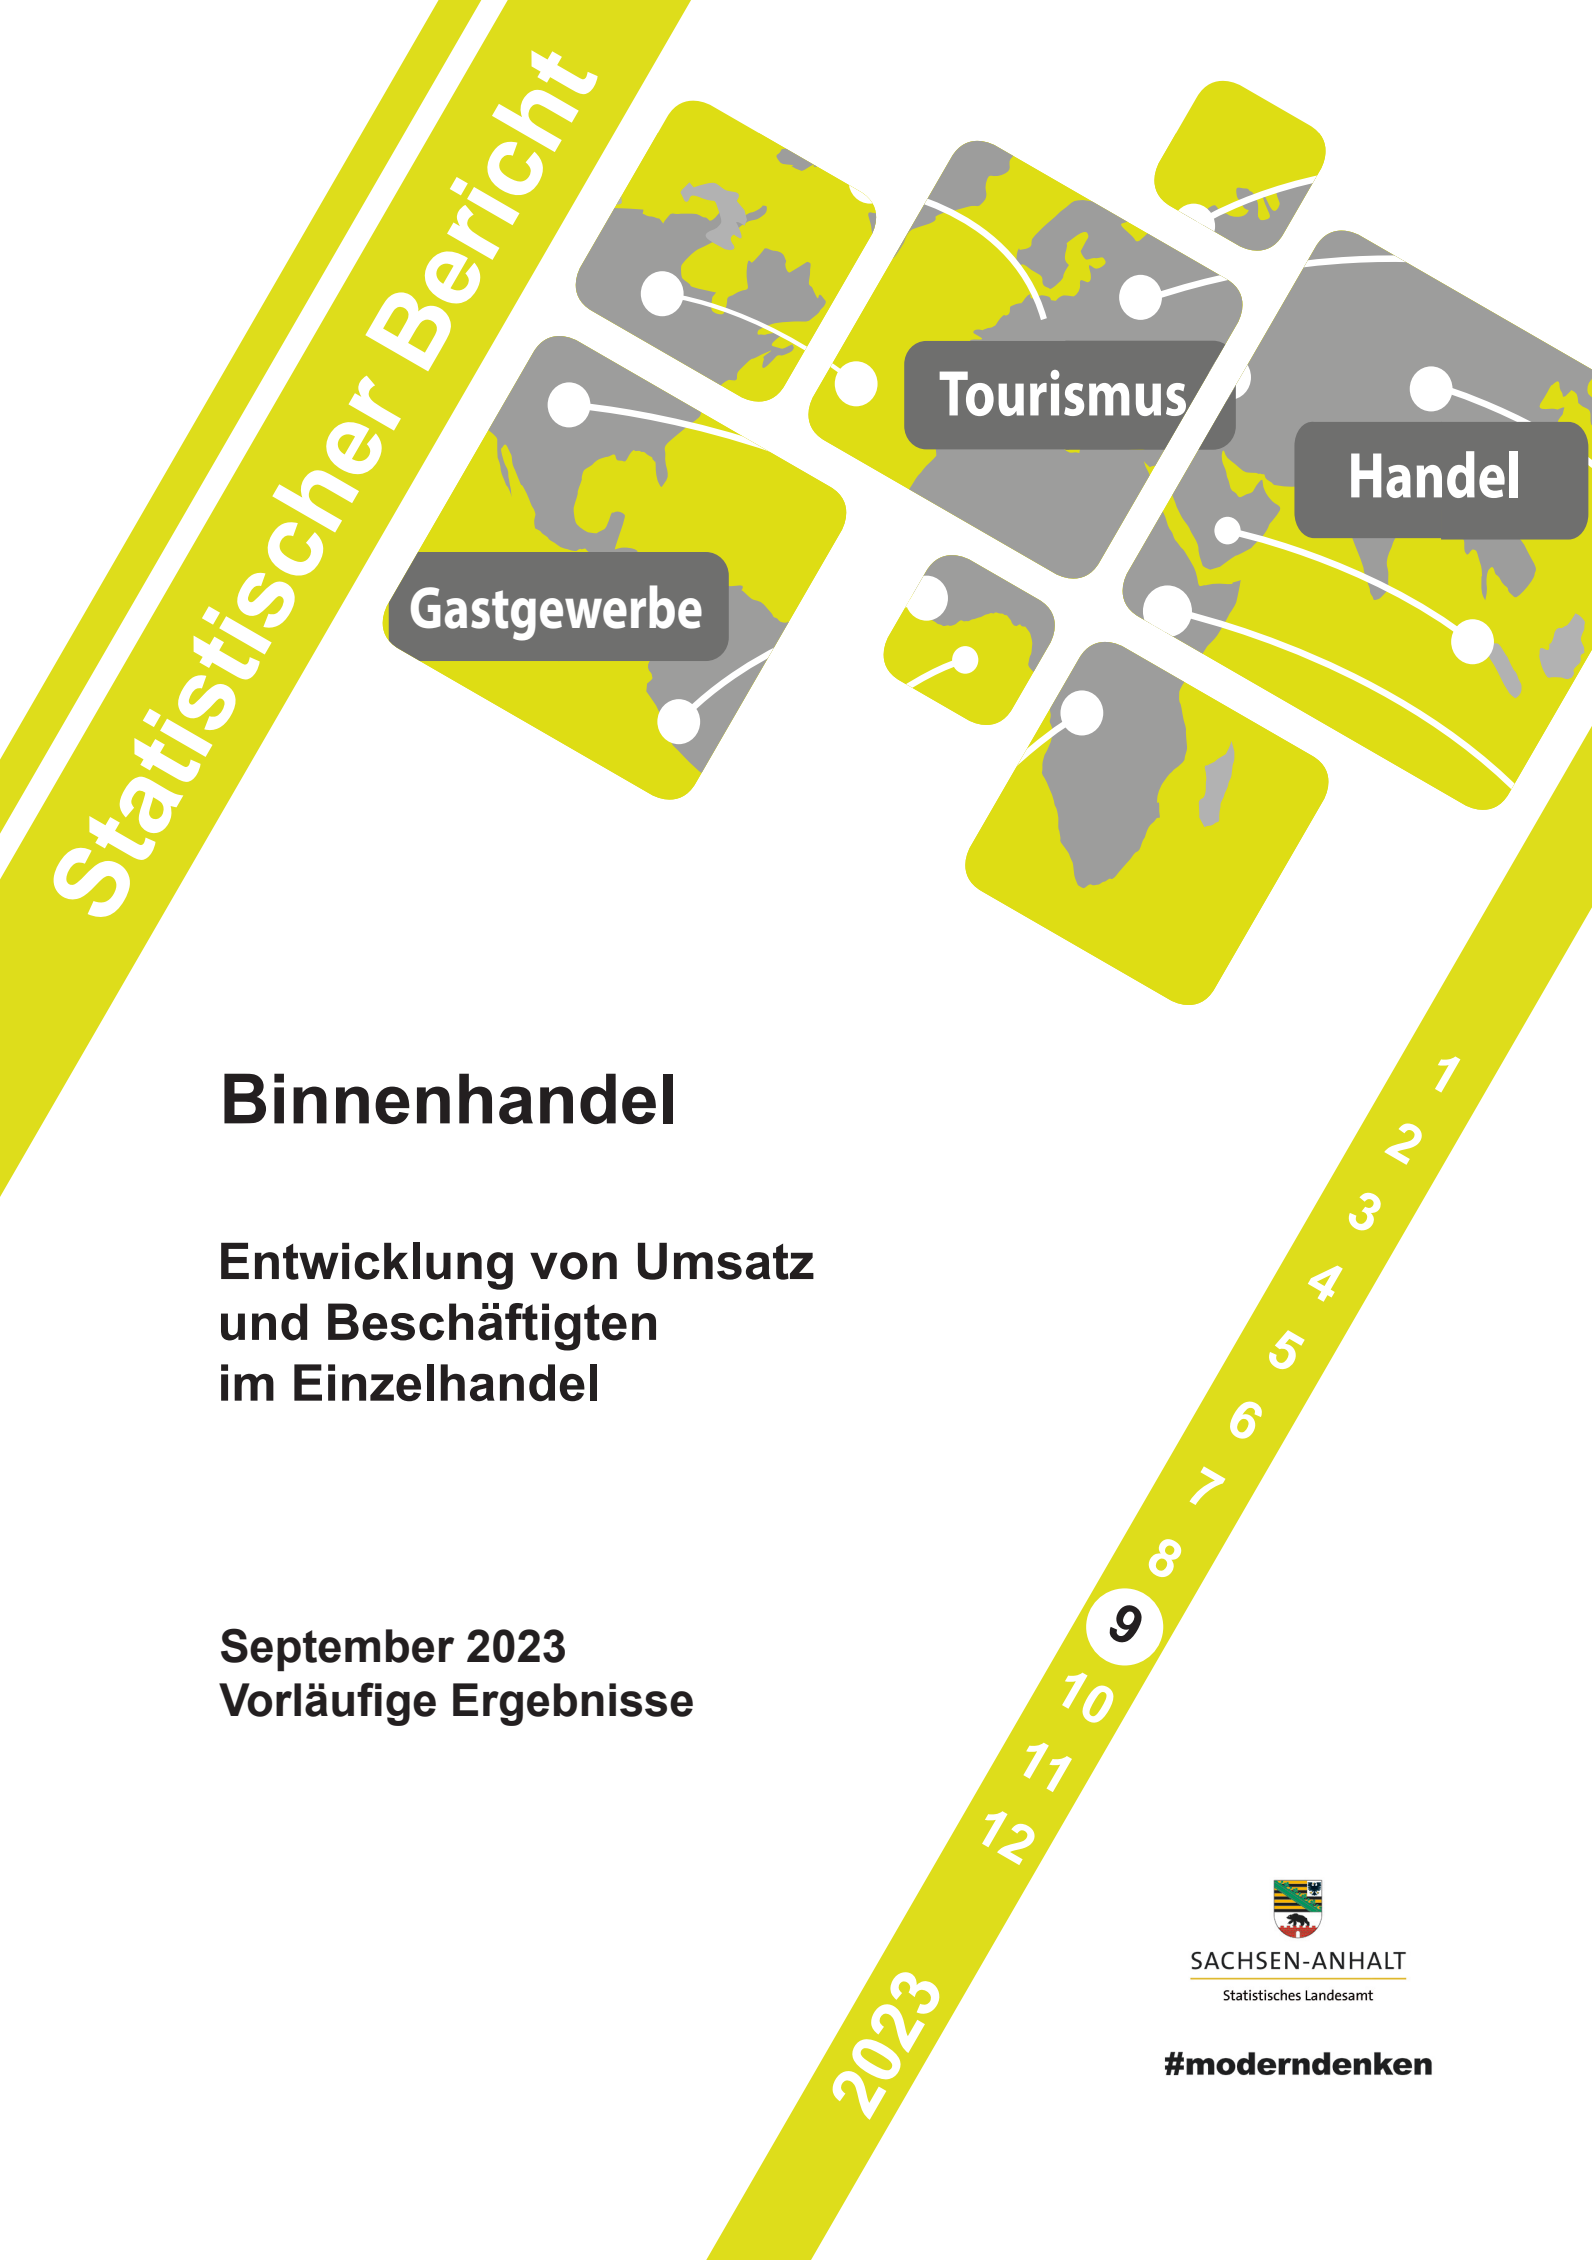 Statistischer Bericht
Tourismus
Handel
Gastgewerbe
Binnenhandel
Entwicklung von Umsatz
und Beschäftigten
im Einzelhandel
September 2023
Vorläufige Ergebnisse
1
2
3
4
5
6
7
8
9
10
11
12
2023
SACHSEN-ANHALT
Statistisches Landesamt
#moderndenken